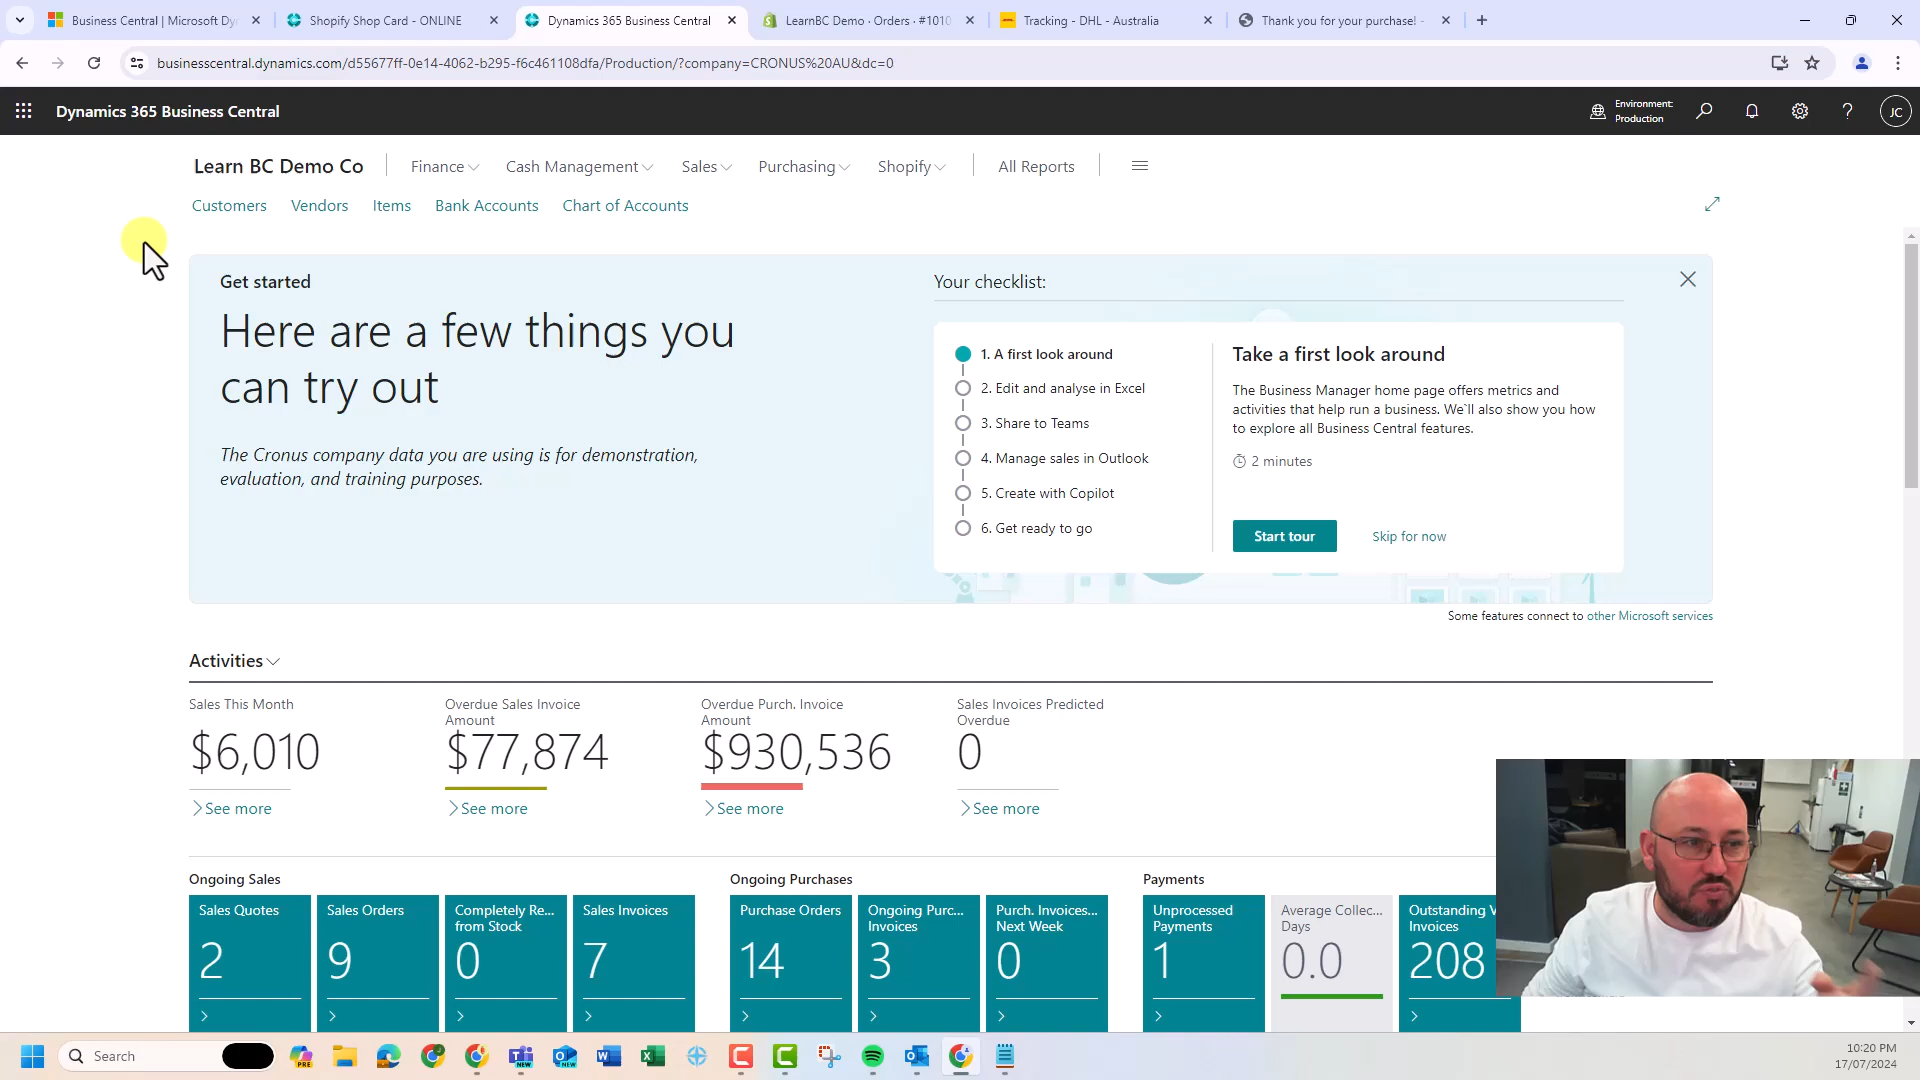 Business Central | Microsoft Dy
Shopify Shop Card - ONLINE
Dynamics 365 Business Central
LearnBC Demo · Orders · #1010
Tracking - DHL - Australia
Thank you for your purchase! -
businesscentral.dynamics.com/d55677ff-0e14-4062-b295-f6c461108dfa/Production/?company=CRONUS%20AU&dc=0
Dynamics 365 Business Central
Environment:
Production
JC
Learn BC Demo Co
Finance
Cash Management
Sales
Purchasing
Shopify
All Reports
Customers
Vendors
Items
Bank Accounts
Chart of Accounts
Get started
Here are a few things you
can try out
The Cronus company data you are using is for demonstration,
evaluation, and training purposes.
Your checklist:
1. A first look around
2. Edit and analyse in Excel
3. Share to Teams
4. Manage sales in Outlook
5. Create with Copilot
6. Get ready to go
Take a first look around
The Business Manager home page offers metrics and
activities that help run a business. We`ll also show you how
to explore all Business Central features.
2 minutes
Start tour
Skip for now
Some features connect to other Microsoft services
Activities
Sales This Month
$6,010
See more
Overdue Sales Invoice
Amount
$77,874
See more
Overdue Purch. Invoice
Amount
$930,536
See more
Sales Invoices Predicted
Overdue
0
See more
Ongoing Sales
Sales Quotes
2
Sales Orders
9
Completely Re...
from Stock
0
Sales Invoices
7
Ongoing Purchases
Purchase Orders
14
Ongoing Purc...
Invoices
3
Purch. Invoices...
Next Week
0
Payments
Unprocessed
Payments
1
Average Collec...
Days
0.0
Outstanding V
Invoices
208
Search
PRE
NEW
NEW
10:20 PM
17/07/2024